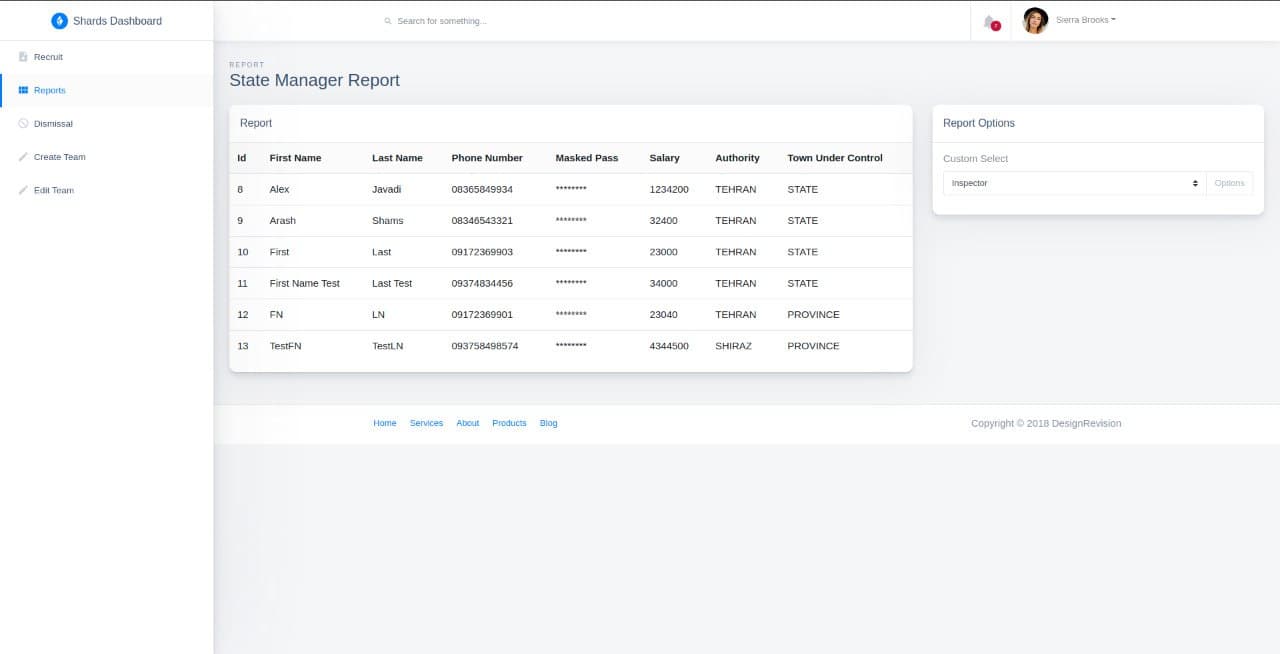 Shards Dashboard
Search for something...
Sierra Brooks
Recruit
Reports
Dismissal
Create Team
Edit Team
REPORT
State Manager Report
Report
Id First Name Last Name Phone Number Masked Pass Salary Authority Town Under Control
8 Alex Javadi 08365849934 ******** 1234200 TEHRAN STATE
9 Arash Shams 08346543321 ******** 32400 TEHRAN STATE
10 First Last 09172369903 ******** 23000 TEHRAN STATE
11 First Name Test Last Test 09374834456 ******** 34000 TEHRAN STATE
12 FN LN 09172369901 ******** 23040 TEHRAN PROVINCE
13 TestFN TestLN 093758498574 ******** 4344500 SHIRAZ PROVINCE
Report Options
Custom Select
Inspector Options
Home Services About Products Blog
Copyright © 2018 DesignRevision